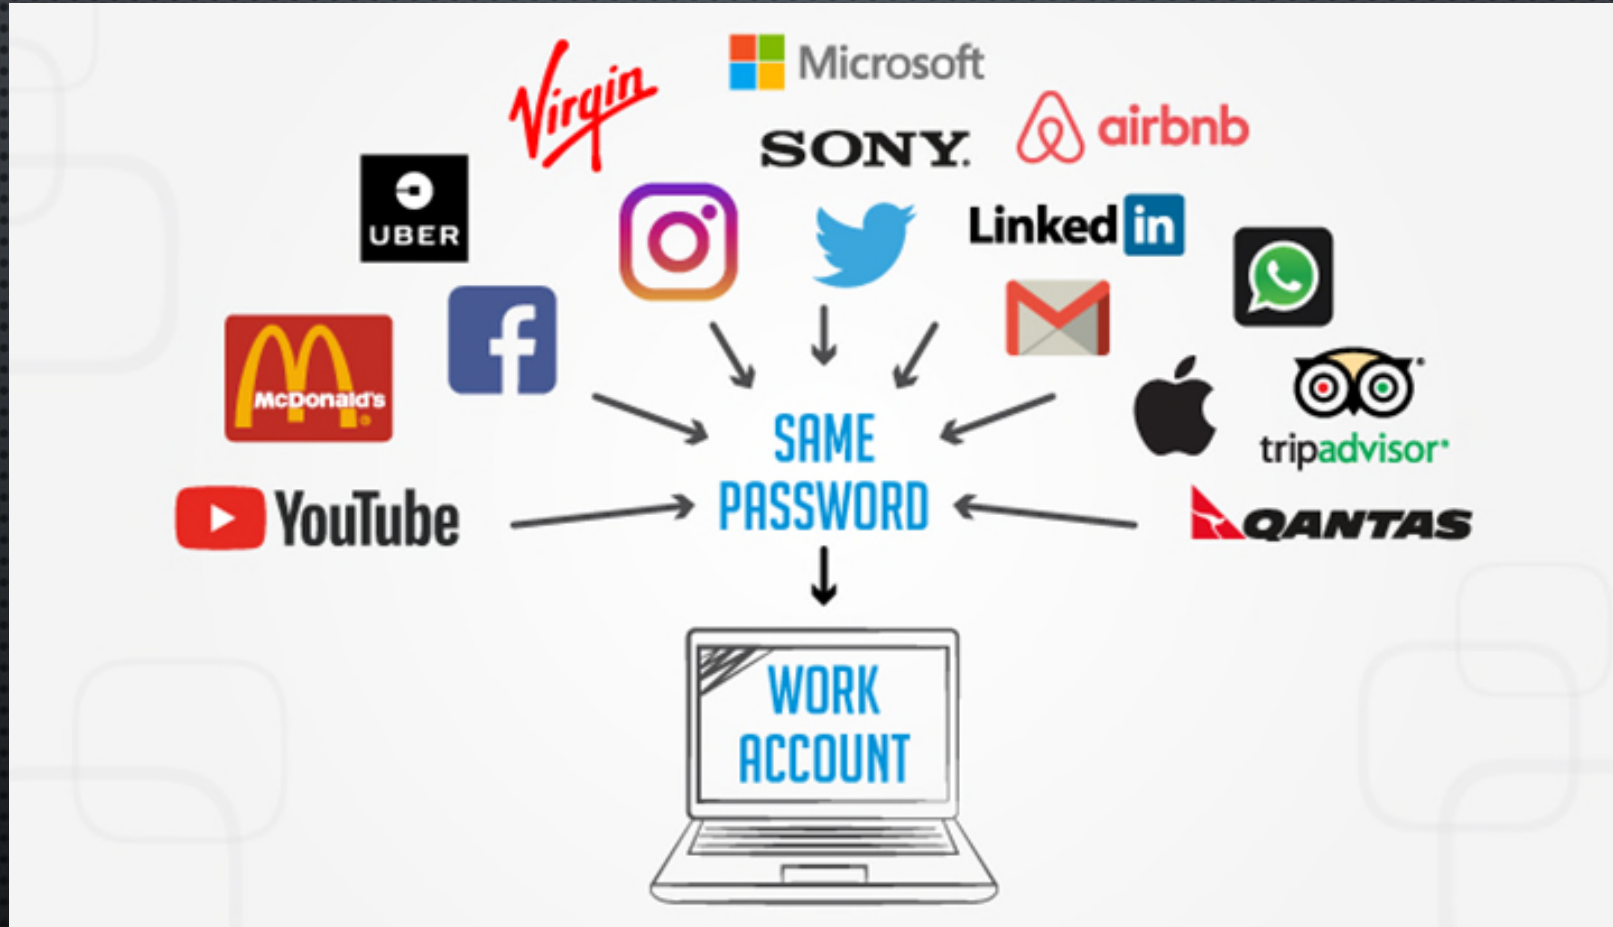 Microsoft
Virgin
SONY
airbnb
UBER
Linked in
f
McDonald's
tripadvisor
SAME
PASSWORD
YouTube
QANTAS
WORK
ACCOUNT